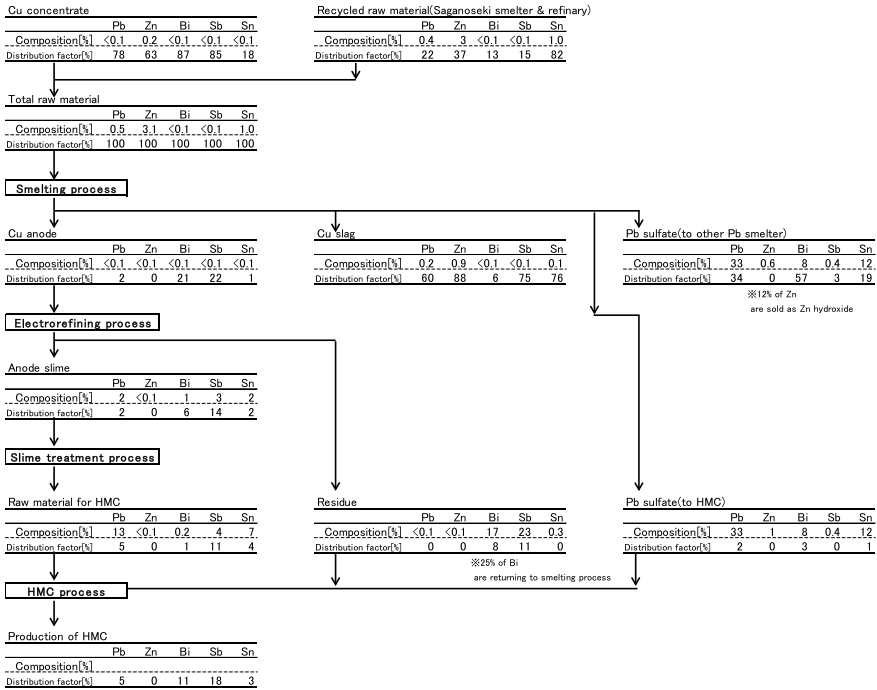 Cu concentrate
Pb Zn Bi Sb Sn
Composition[%] <0.1 0.2 <0.1 <0.1 <0.1
Distribution factor[%] 78 63 87 85 18
Recycled raw material(Saganoseki smelter & refinary)
Pb Zn Bi Sb Sn
Composition[%] 0.4 3 <0.1 <0.1 1.0
Distribution factor[%] 22 37 13 15 82
Total raw material
Pb Zn Bi Sb Sn
Composition[%] 0.5 3.1 <0.1 <0.1 1.0
Distribution factor[%] 100 100 100 100 100
Smelting process
Cu anode
Pb Zn Bi Sb Sn
Composition[%] <0.1 <0.1 <0.1 <0.1 <0.1
Distribution factor[%] 2 0 21 22 1
Cu slag
Pb Zn Bi Sb Sn
Composition[%] 0.2 0.9 <0.1 <0.1 0.1
Distribution factor[%] 60 88 6 75 76
Pb sulfate(to other Pb smelter)
Pb Zn Bi Sb Sn
Composition[%] 33 0.6 8 0.4 12
Distribution factor[%] 34 0 57 3 19
※12% of Zn
are sold as Zn hydroxide
Electrorefining process
Anode slime
Pb Zn Bi Sb Sn
Composition[%] 2 <0.1 1 3 2
Distribution factor[%] 2 0 6 14 2
Slime treatment process
Raw material for HMC
Pb Zn Bi Sb Sn
Composition[%] 13 <0.1 0.2 4 7
Distribution factor[%] 5 0 1 11 4
Residue
Pb Zn Bi Sb Sn
Composition[%] <0.1 <0.1 17 23 0.3
Distribution factor[%] 0 0 8 11 0
※25% of Bi
are returning to smelting process
Pb sulfate(to HMC)
Pb Zn Bi Sb Sn
Composition[%] 33 1 8 0.4 12
Distribution factor[%] 2 0 3 0 1
HMC process
Production of HMC
Pb Zn Bi Sb Sn
Composition[%]
Distribution factor[%] 5 0 11 18 3